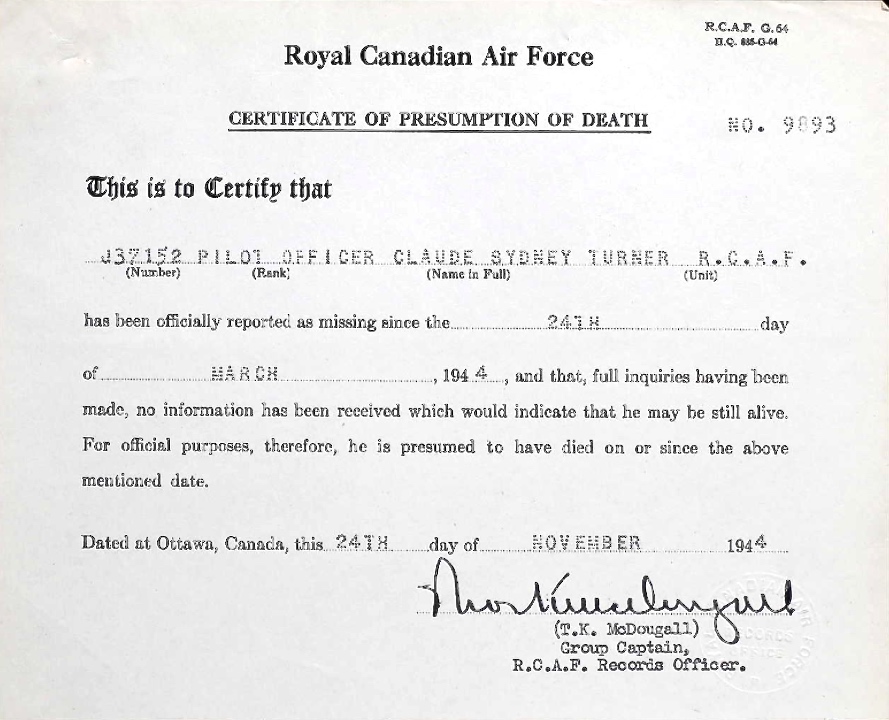 R.C.A.F. G.64
H.Q. 885-G-64
Royal Canadian Air Force
CERTIFICATE OF PRESUMPTION OF DEATH
NO. 9893
This is to Certify that
J37152 PILOT OFFICER CLAUDE SYDNEY TURNER R.C.A.F.
(Number) (Rank) (Name in Full) (Unit)
has been officially reported as missing since the 24TH day
of MARCH, 1944, and that, full inquiries having been
made, no information has been received which would indicate that he may be still alive.
For official purposes, therefore, he is presumed to have died on or since the above
mentioned date.
Dated at Ottawa, Canada, this 24TH day of NOVEMBER 1944
(T.K. McDougall)
Group Captain,
R.C.A.F. Records Officer.